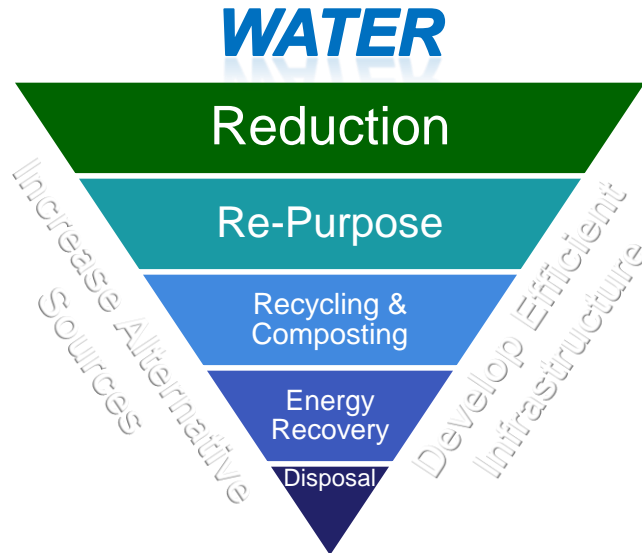 WATER
Reduction
Re-Purpose
Recycling &
Composting
Energy
Recovery
Disposal
Increase Alternative
Sources
Develop Efficient
Infrastructure